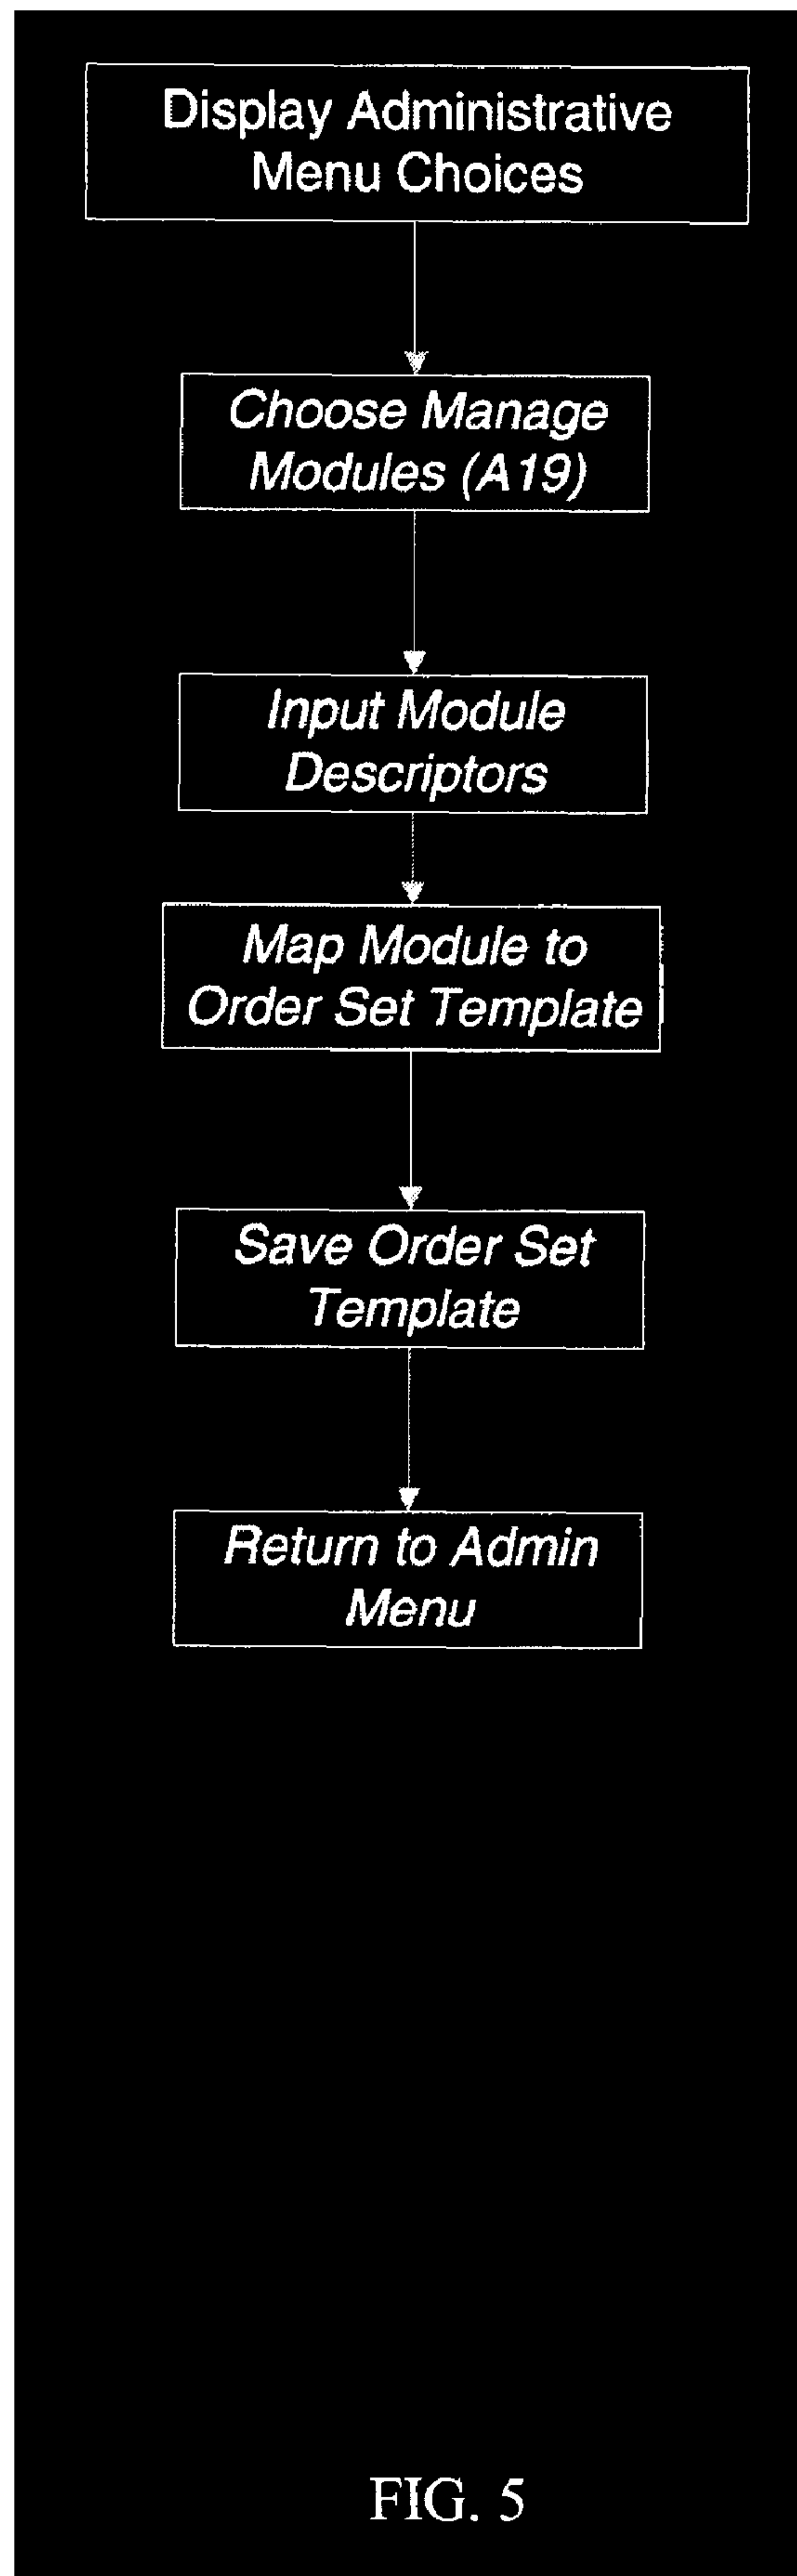 Display Administrative
Menu Choices
Choose Manage
Modules (A19)
Input Module
Descriptors
Map Module to
Order Set Template
Save Order Set
Template
Return to Admin
Menu
FIG. 5